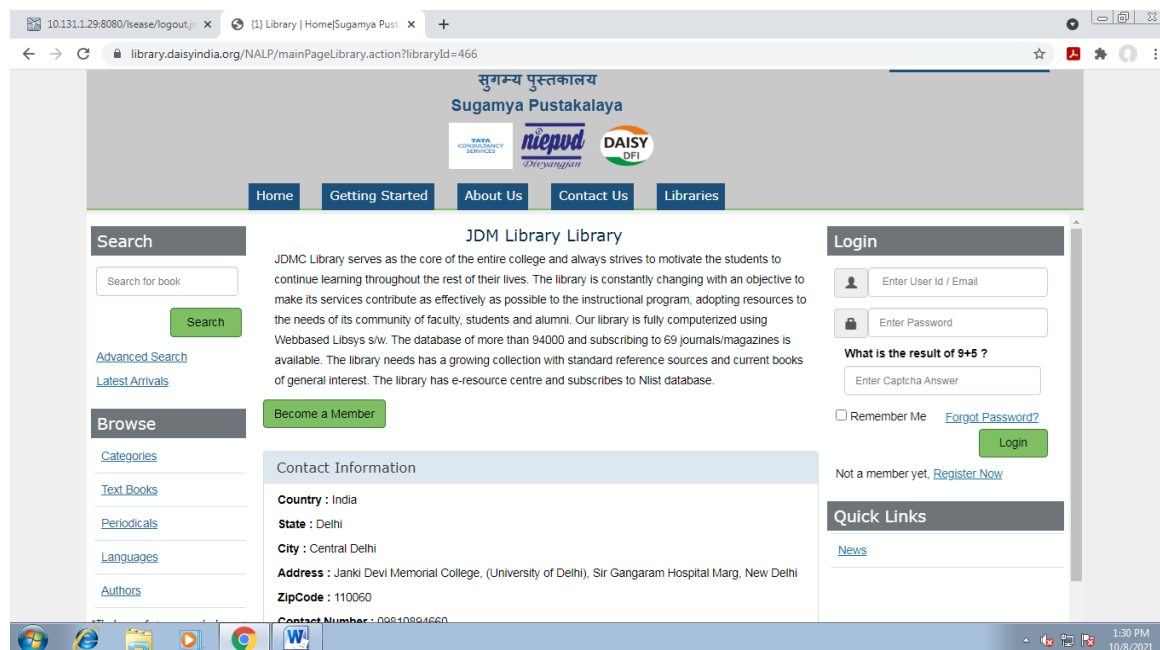 10.131.1.29:8080/lsease/logout.js
(1) Library | Home|Sugamya Pust
library.daisyindia.org/NALP/mainPageLibrary.action?libraryId=466
सुगम्य पुस्तकालय
Sugamya Pustakalaya
TATA
CONSULTANCY
SERVICES
niepvd
Divyangjan
DAISY
DFI
Home Getting Started About Us Contact Us Libraries
Search
Search for book
Search
Advanced Search
Latest Arrivals
Browse
Categories
Text Books
Periodicals
Languages
Authors
JDM Library Library
JDMC Library serves as the core of the entire college and always strives to motivate the students to
continue learning throughout the rest of their lives. The library is constantly changing with an objective to
make its services contribute as effectively as possible to the instructional program, adopting resources to
the needs of its community of faculty, students and alumni. Our library is fully computerized using
Webbased Libsys s/w. The database of more than 94000 and subscribing to 69 journals/magazines is
available. The library needs has a growing collection with standard reference sources and current books
of general interest. The library has e-resource centre and subscribes to Nlist database.
Become a Member
Contact Information
Country : India
State : Delhi
City : Central Delhi
Address : Janki Devi Memorial College, (University of Delhi), Sir Gangaram Hospital Marg, New Delhi
ZipCode : 110060
Contact Number : 09810894660
Login
Enter User Id / Email
Enter Password
What is the result of 9+5 ?
Enter Captcha Answer
Remember Me Forgot Password?
Login
Not a member yet, Register Now
Quick Links
News
1:30 PM
10/8/2021